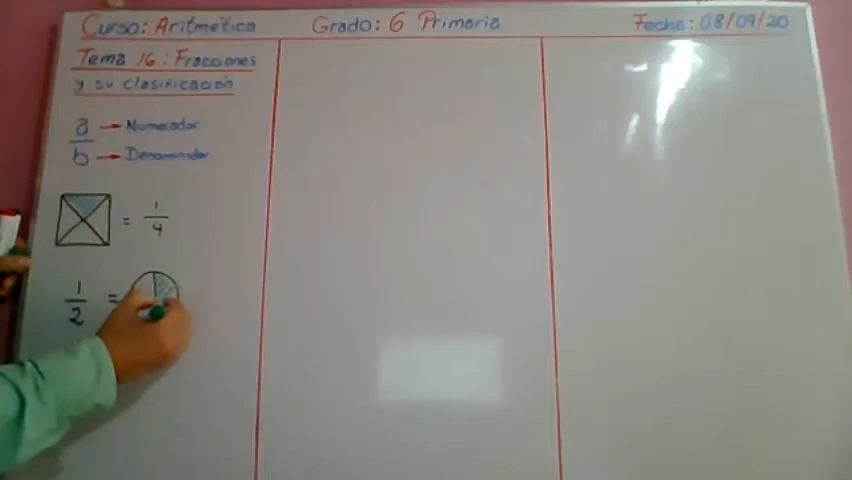 Curso: Aritmética Grado: 6 Primaria Fecha: 08/09/20
Tema 16: Fracciones
y su clasificación
a → Numerador
b → Denominador
= 1/4
1/2 =